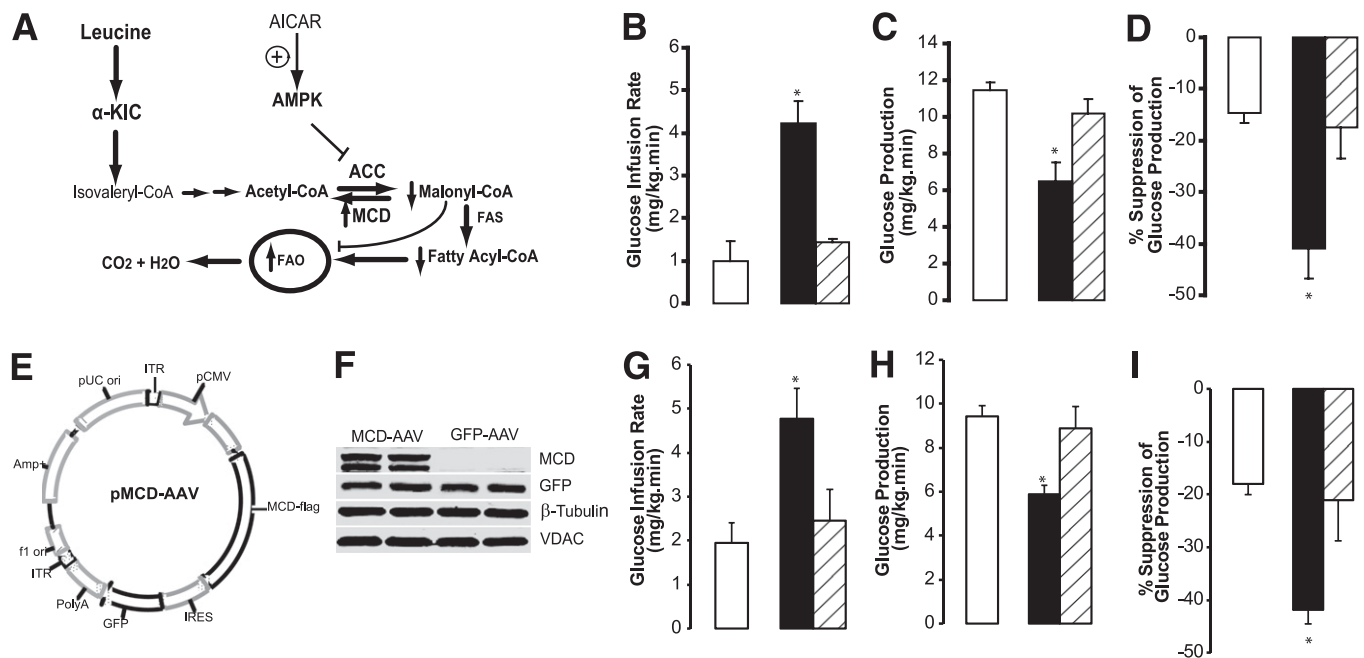 A
Leucine
α-KIC
Isovaleryl-CoA
AICAR
+
AMPK
ACC
Acetyl-CoA
Malonyl-CoA
MCD
FAS
CO2 + H2O
FAO
Fatty Acyl-CoA
B
Glucose Infusion Rate
(mg/kg.min)
6
5
4
3
2
1
0
*
C
Glucose Production
(mg/kg.min)
14
12
10
8
6
4
2
0
*
D
% Suppression of
Glucose Production
-0
-10
-20
-30
-40
-50
*
E
pUC ori
ITR
pCMV
Amp+
pMCD-AAV
MCD-flag
f1 ori
ITR
PolyA
GFP
IRES
F
MCD-AAV GFP-AAV
MCD
GFP
β-Tubulin
VDAC
G
Glucose Infusion Rate
(mg/kg.min)
6
5
4
3
2
1
0
*
H
Glucose Production
(mg/kg.min)
12
10
8
6
4
2
0
*
I
% Suppression of
Glucose Production
-0
-10
-20
-30
-40
-50
*